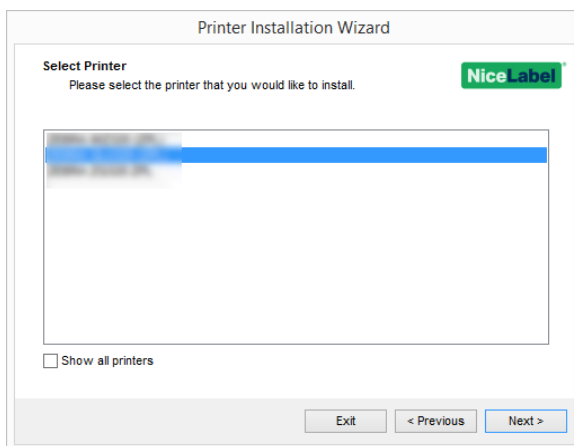 Printer Installation Wizard
Select Printer
Please select the printer that you would like to install.
NiceLabel
Show all printers
Exit
< Previous
Next >